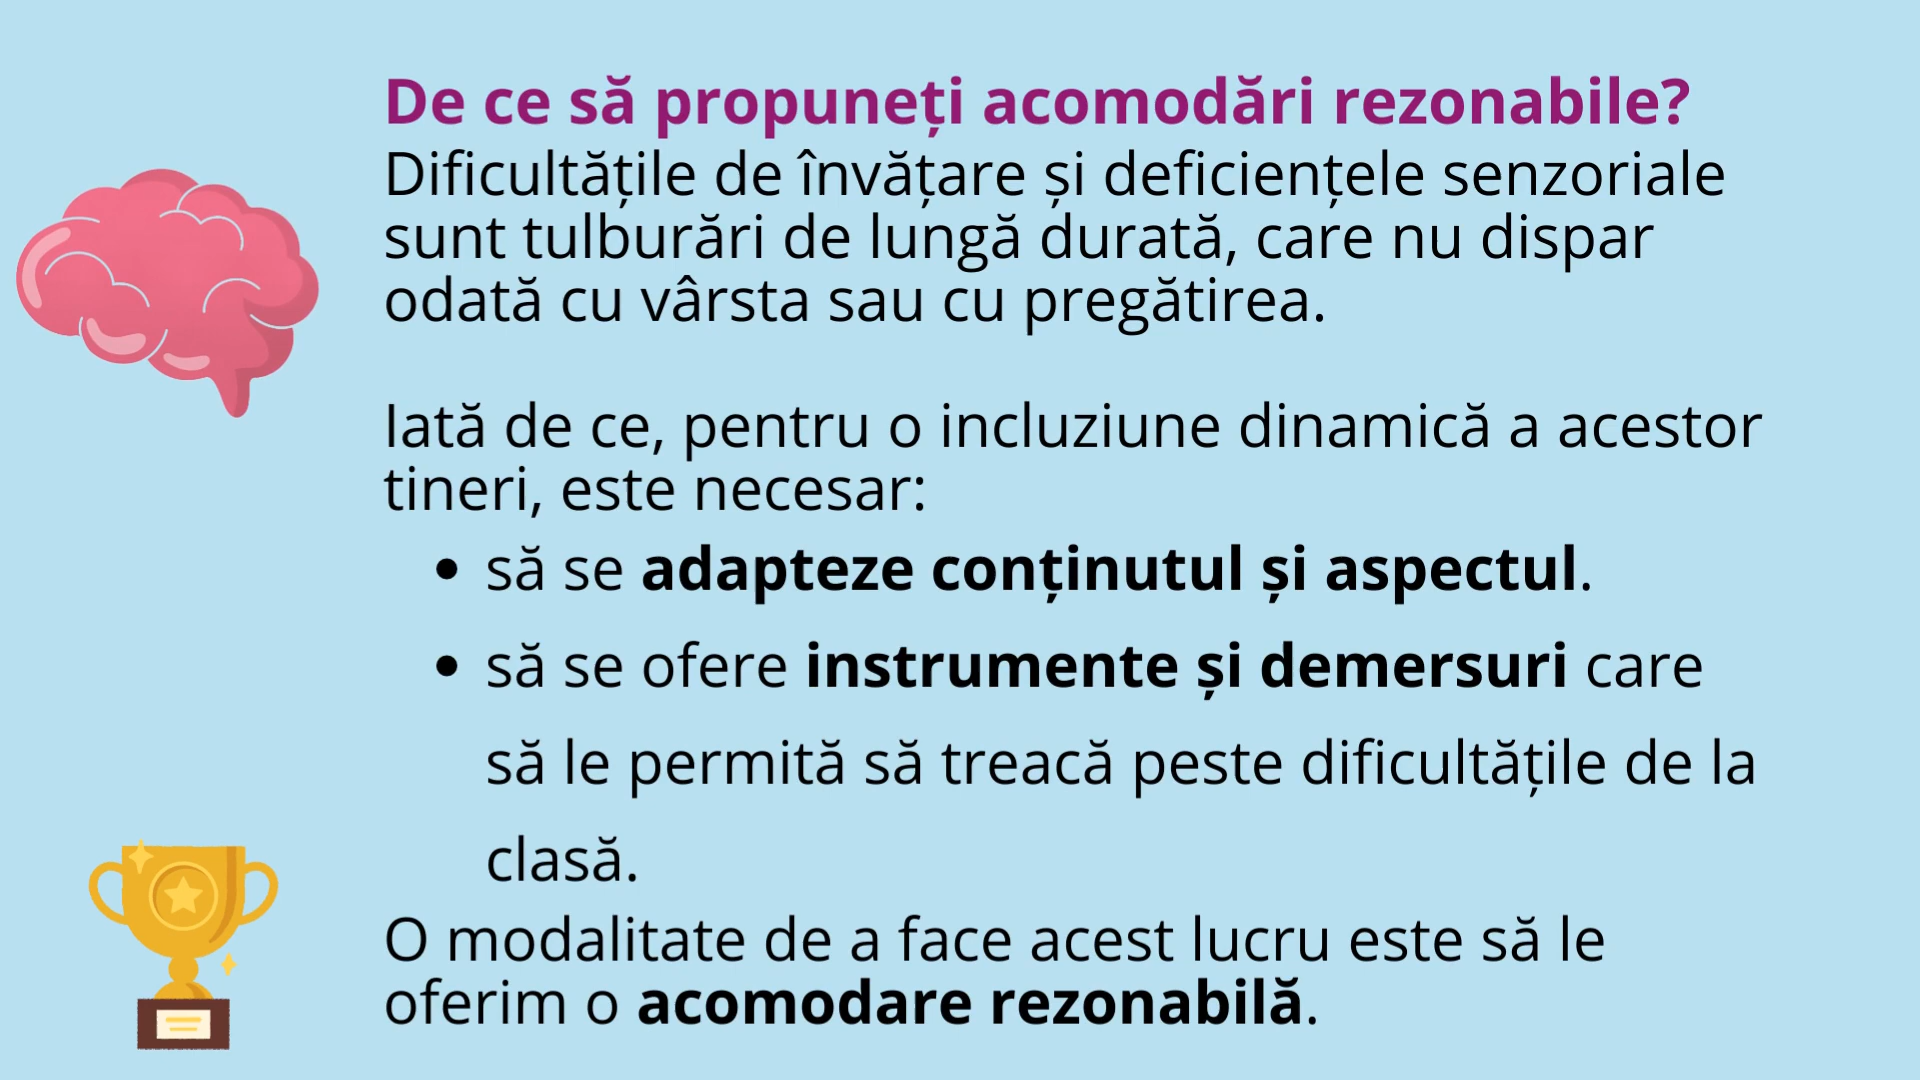 De ce să propuneți acomodări rezonabile?
Dificultățile de învățare și deficiențele senzoriale
sunt tulburări de lungă durată, care nu dispar
odată cu vârsta sau cu pregătirea.
Iată de ce, pentru o incluziune dinamică a acestor
tineri, este necesar:
• să se adapteze conținutul și aspectul.
• să se ofere instrumente și demersuri care
să le permită să treacă peste dificultățile de la
clasă.
O modalitate de a face acest lucru este să le
oferim o acomodare rezonabilă.